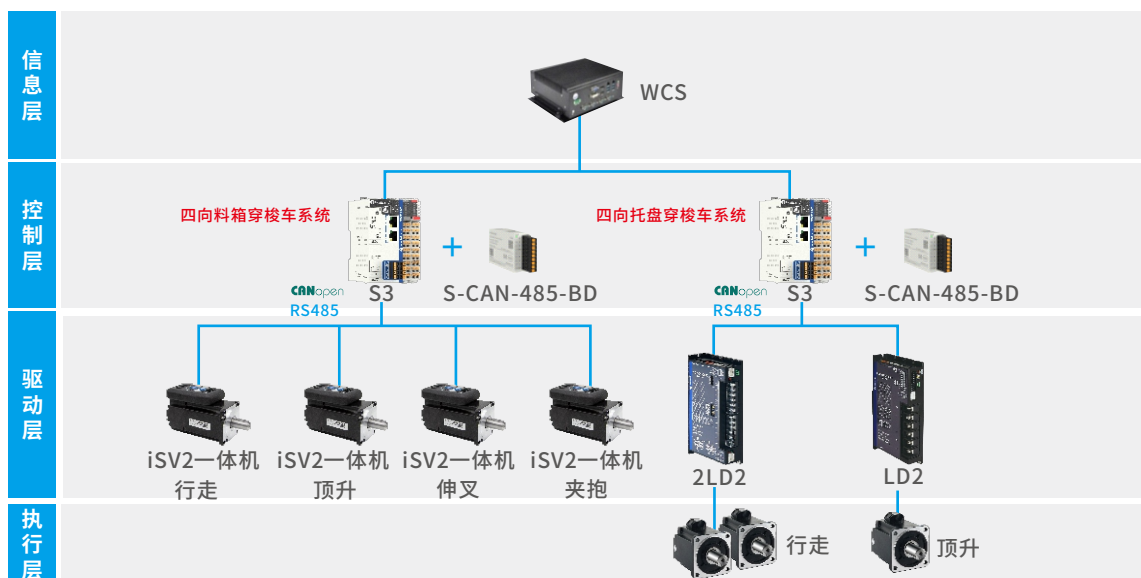 信息层
WCS
控制层
四向料箱穿梭车系统
四向托盘穿梭车系统
CANopen
S3
S-CAN-485-BD
RS485
CANopen
S3
S-CAN-485-BD
RS485
驱动层
iSV2一体机
行走
iSV2一体机
顶升
iSV2一体机
伸叉
iSV2一体机
夹抱
2LD2
LD2
执行层
行走
顶升